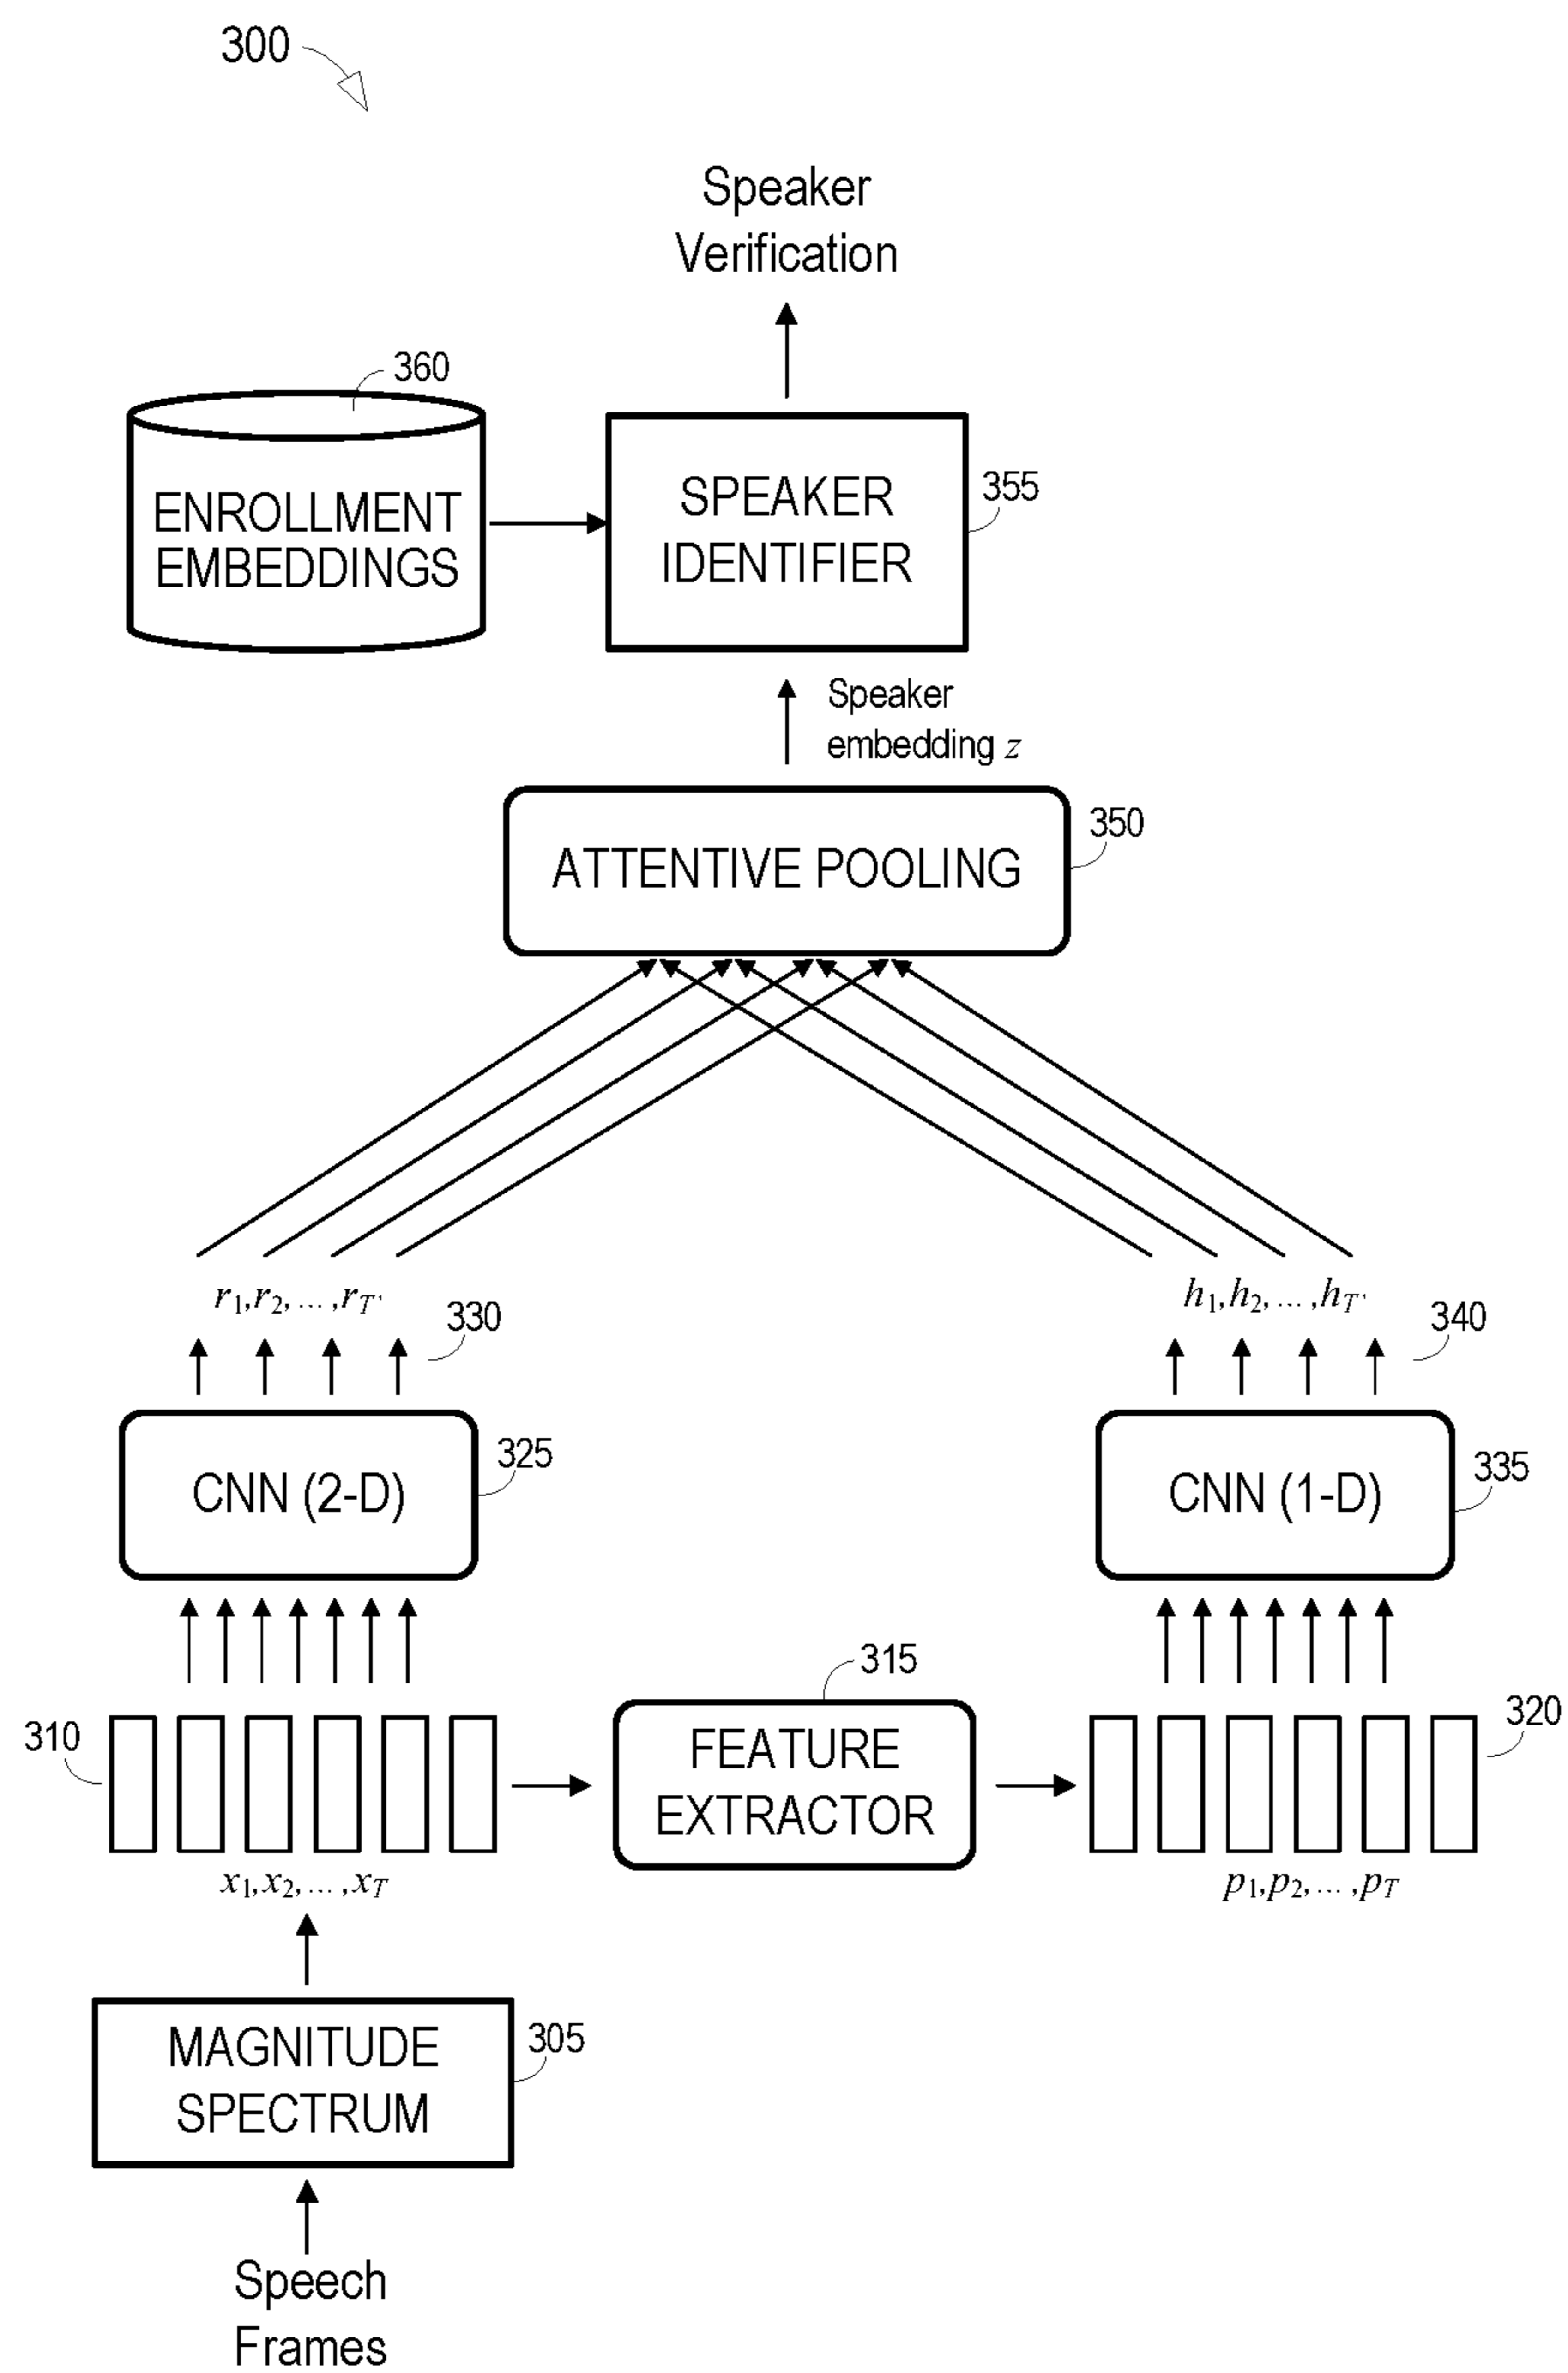 300
Speaker
Verification
360
ENROLLMENT
EMBEDDINGS
SPEAKER
IDENTIFIER
355
Speaker
embedding z
ATTENTIVE POOLING
350
r1,r2, ... ,rT'
330
h1,h2, ... ,hT'
340
CNN (2-D)
325
CNN (1-D)
335
310
315
FEATURE
EXTRACTOR
320
x1,x2, ... ,xT
p1,p2, ... ,pT
MAGNITUDE
SPECTRUM
305
Speech
Frames